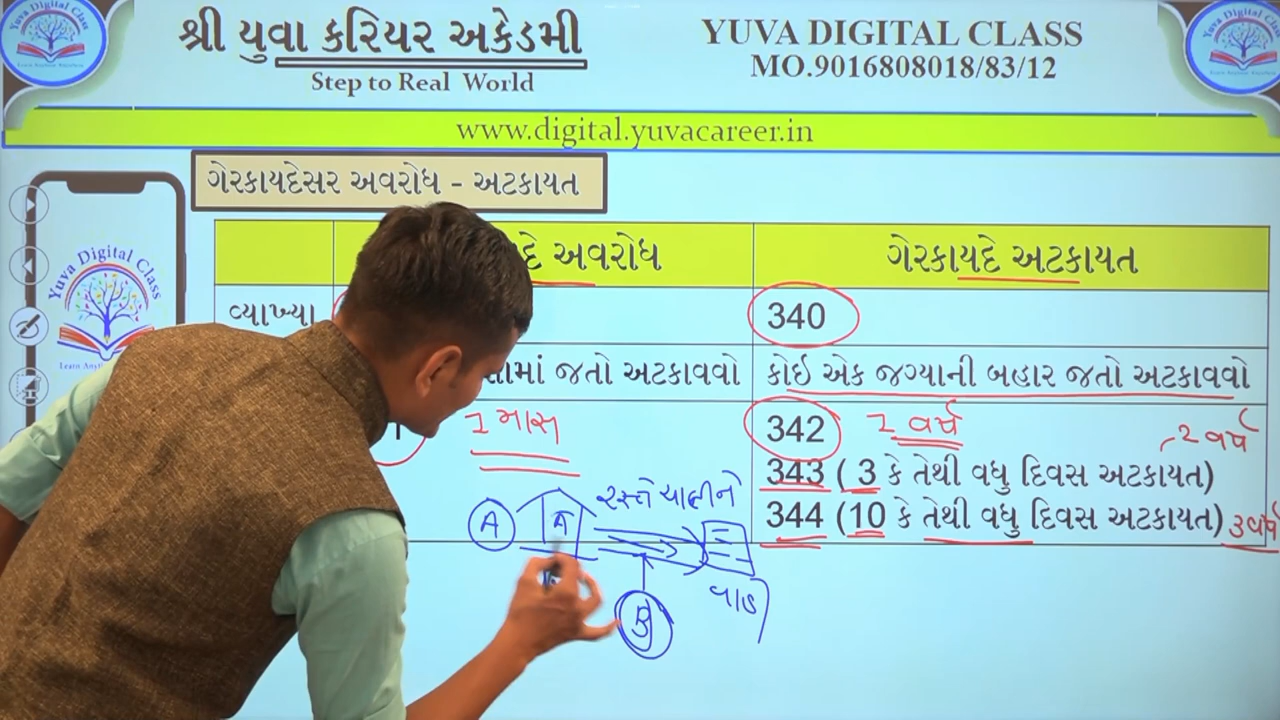 Yuva Digital Class
શ્રી યુવા કરિયર અકેડમી
Step to Real World
YUVA DIGITAL CLASS
MO.9016808018/83/12
www.digital.yuvacareer.in
ગેરકાયદેસર અવરોધ - અટકાયત
Yuva Digital Class
દે અવરોધ
ગેરકાયદે અટકાયત
વ્યાખ્યા
340
જતો અટકાવવો
કોઇ એક જગ્યાની બહાર જતો અટકાવવો
1 માસ
342 1 વર્ષ
2 વર્ષ
343 ( 3 કે તેથી વધુ દિવસ અટકાયત)
344 (10 કે તેથી વધુ દિવસ અટકાયત) 3 વર્ષ
A
A
રસ્તે ચાલીને
B